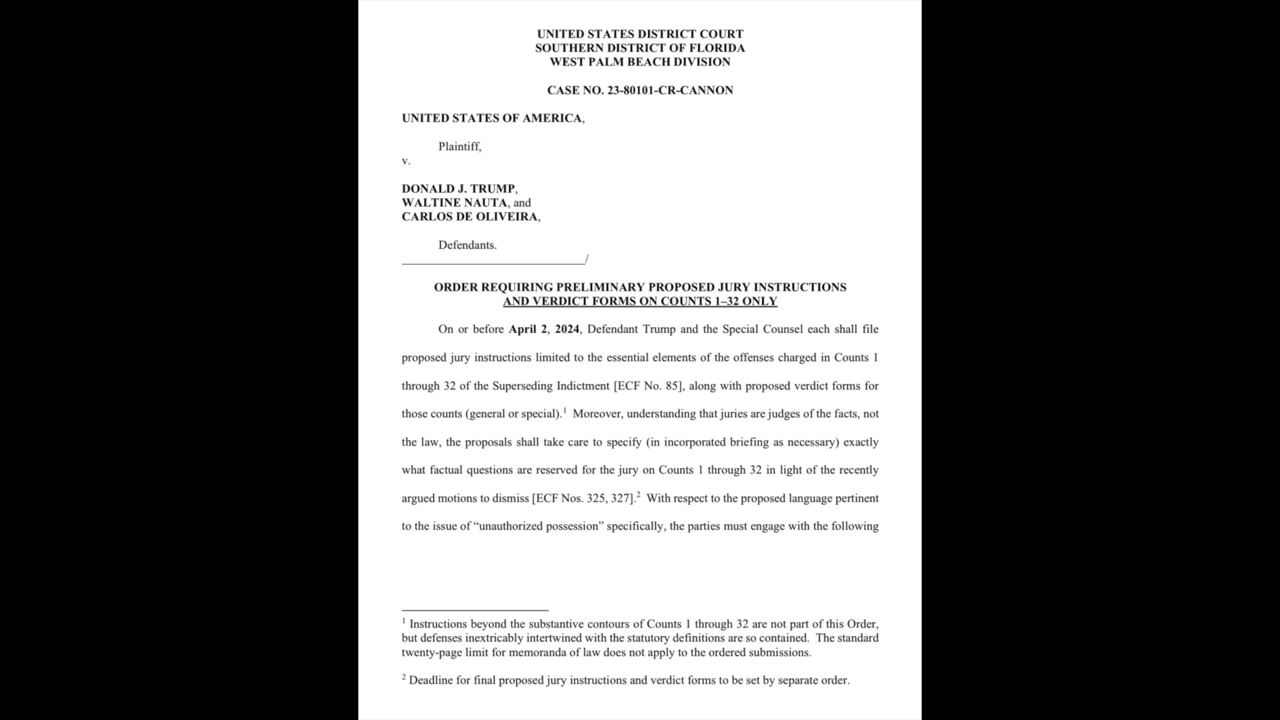 UNITED STATES DISTRICT COURT
SOUTHERN DISTRICT OF FLORIDA
WEST PALM BEACH DIVISION
CASE NO. 23-80101-CR-CANNON
UNITED STATES OF AMERICA,
Plaintiff,
v.
DONALD J. TRUMP,
WALTINE NAUTA, and
CARLOS DE OLIVEIRA,
Defendants.
/
ORDER REQUIRING PRELIMINARY PROPOSED JURY INSTRUCTIONS
AND VERDICT FORMS ON COUNTS 1–32 ONLY
On or before April 2, 2024, Defendant Trump and the Special Counsel each shall file
proposed jury instructions limited to the essential elements of the offenses charged in Counts 1
through 32 of the Superseding Indictment [ECF No. 85], along with proposed verdict forms for
those counts (general or special).1 Moreover, understanding that juries are judges of the facts, not
the law, the proposals shall take care to specify (in incorporated briefing as necessary) exactly
what factual questions are reserved for the jury on Counts 1 through 32 in light of the recently
argued motions to dismiss [ECF Nos. 325, 327].2 With respect to the proposed language pertinent
to the issue of “unauthorized possession” specifically, the parties must engage with the following
1 Instructions beyond the substantive contours of Counts 1 through 32 are not part of this Order,
but defenses inextricably intertwined with the statutory definitions are so contained. The standard
twenty-page limit for memoranda of law does not apply to the ordered submissions.
2 Deadline for final proposed jury instructions and verdict forms to be set by separate order.